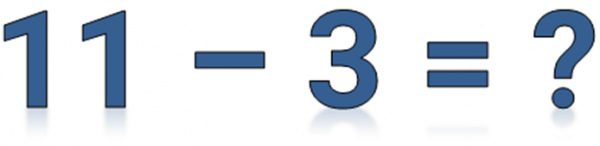 11 − 3 = ?